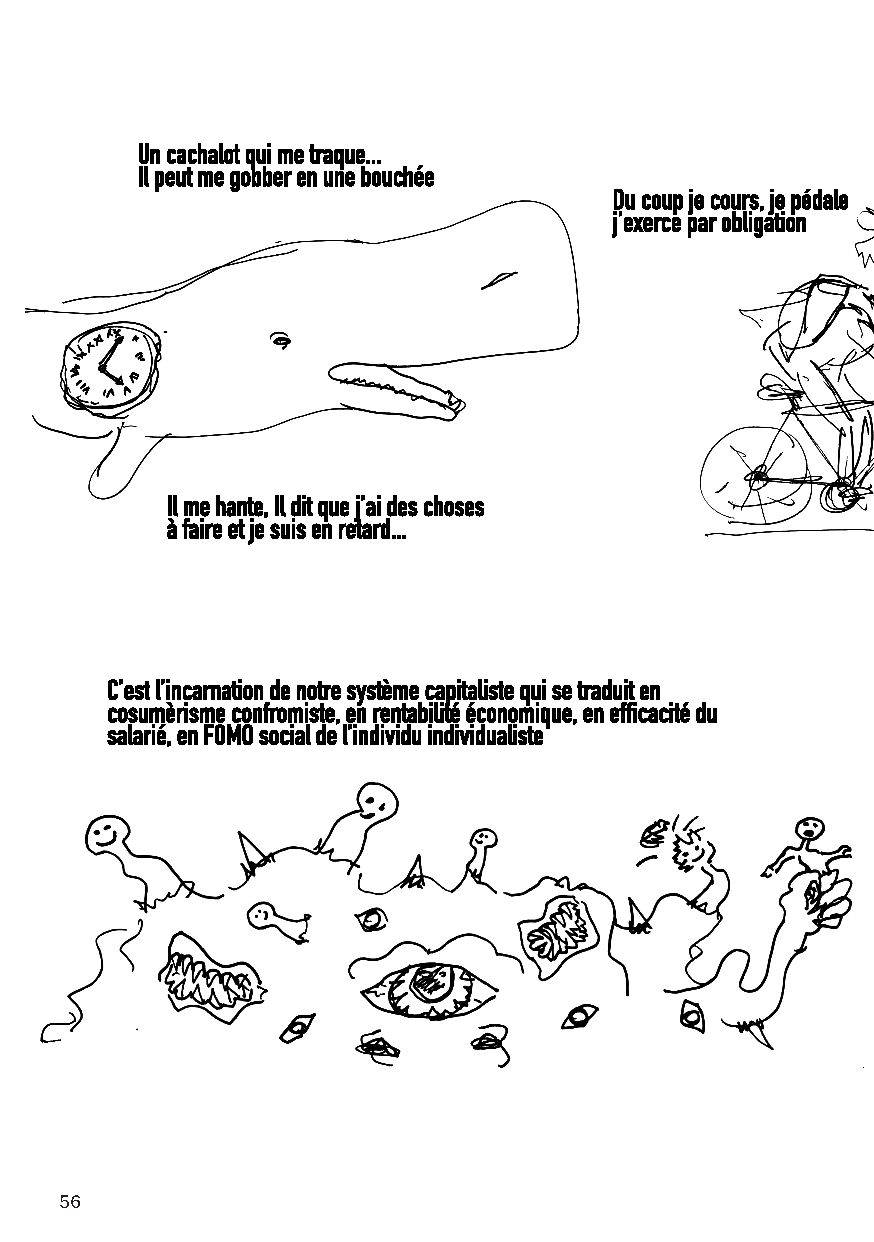 Un cachalot qui me traque...
Il peut me gobber en une bouchée
Du coup je cours, je pédale
j'exerce par obligation
Il me hante, Il dit que j'ai des choses
à faire et je suis en retard...
C'est l'incarnation de notre système capitaliste qui se traduit en
cosumèrisme confromiste, en rentabilité économique, en efficacité du
salarié, en FOMO social de l'individu individualiste
56